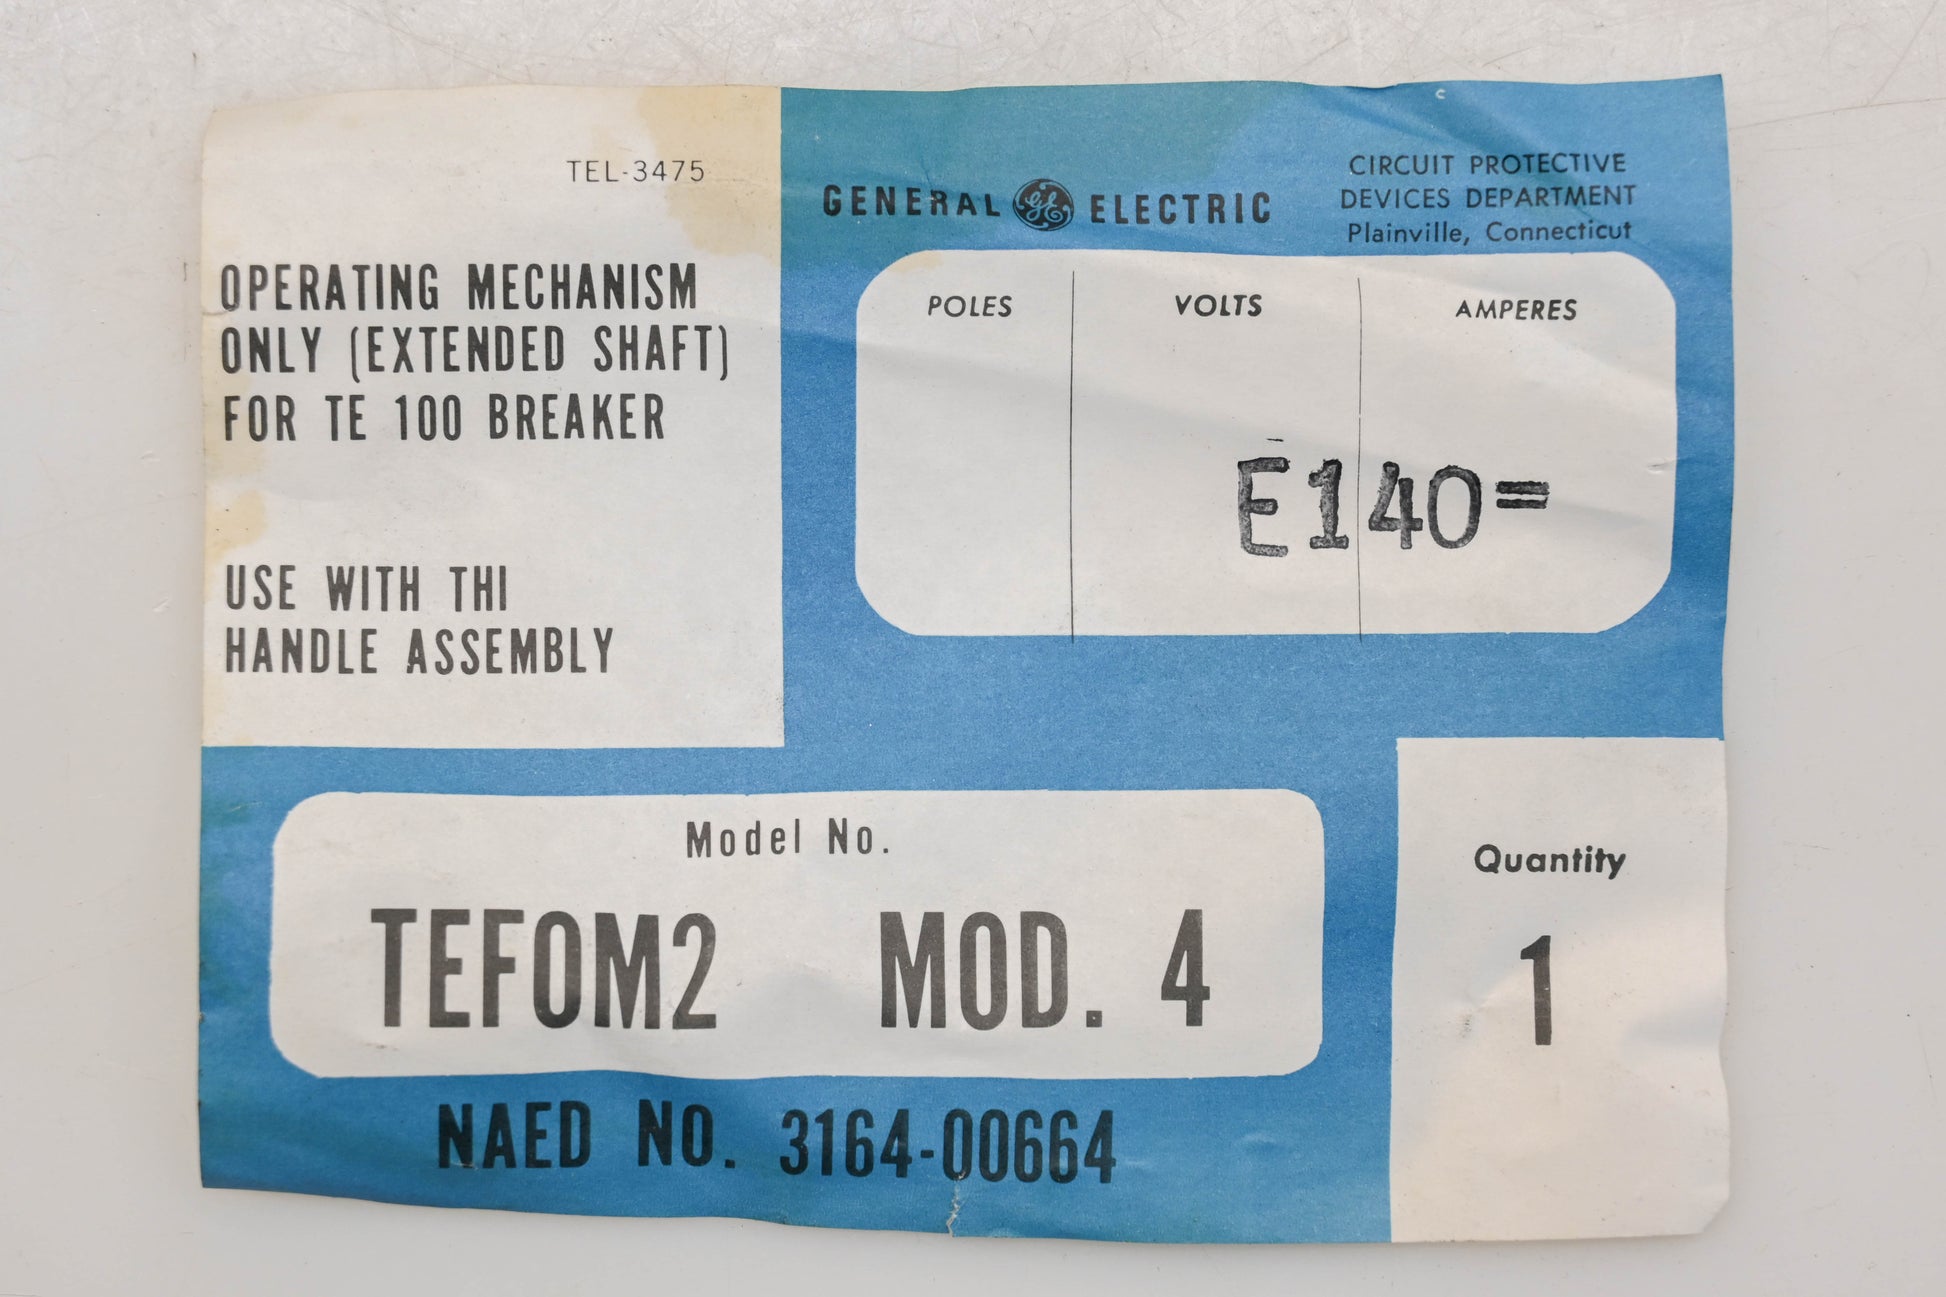 TEL-3475
OPERATING MECHANISM
ONLY (EXTENDED SHAFT)
FOR TE 100 BREAKER
USE WITH THI
HANDLE ASSEMBLY
GENERAL GE ELECTRIC
CIRCUIT PROTECTIVE
DEVICES DEPARTMENT
Plainville, Connecticut
POLES VOLTS AMPERES
E140=
Model No.
TEFOM2 MOD. 4
NAED NO. 3164-00664
Quantity
1